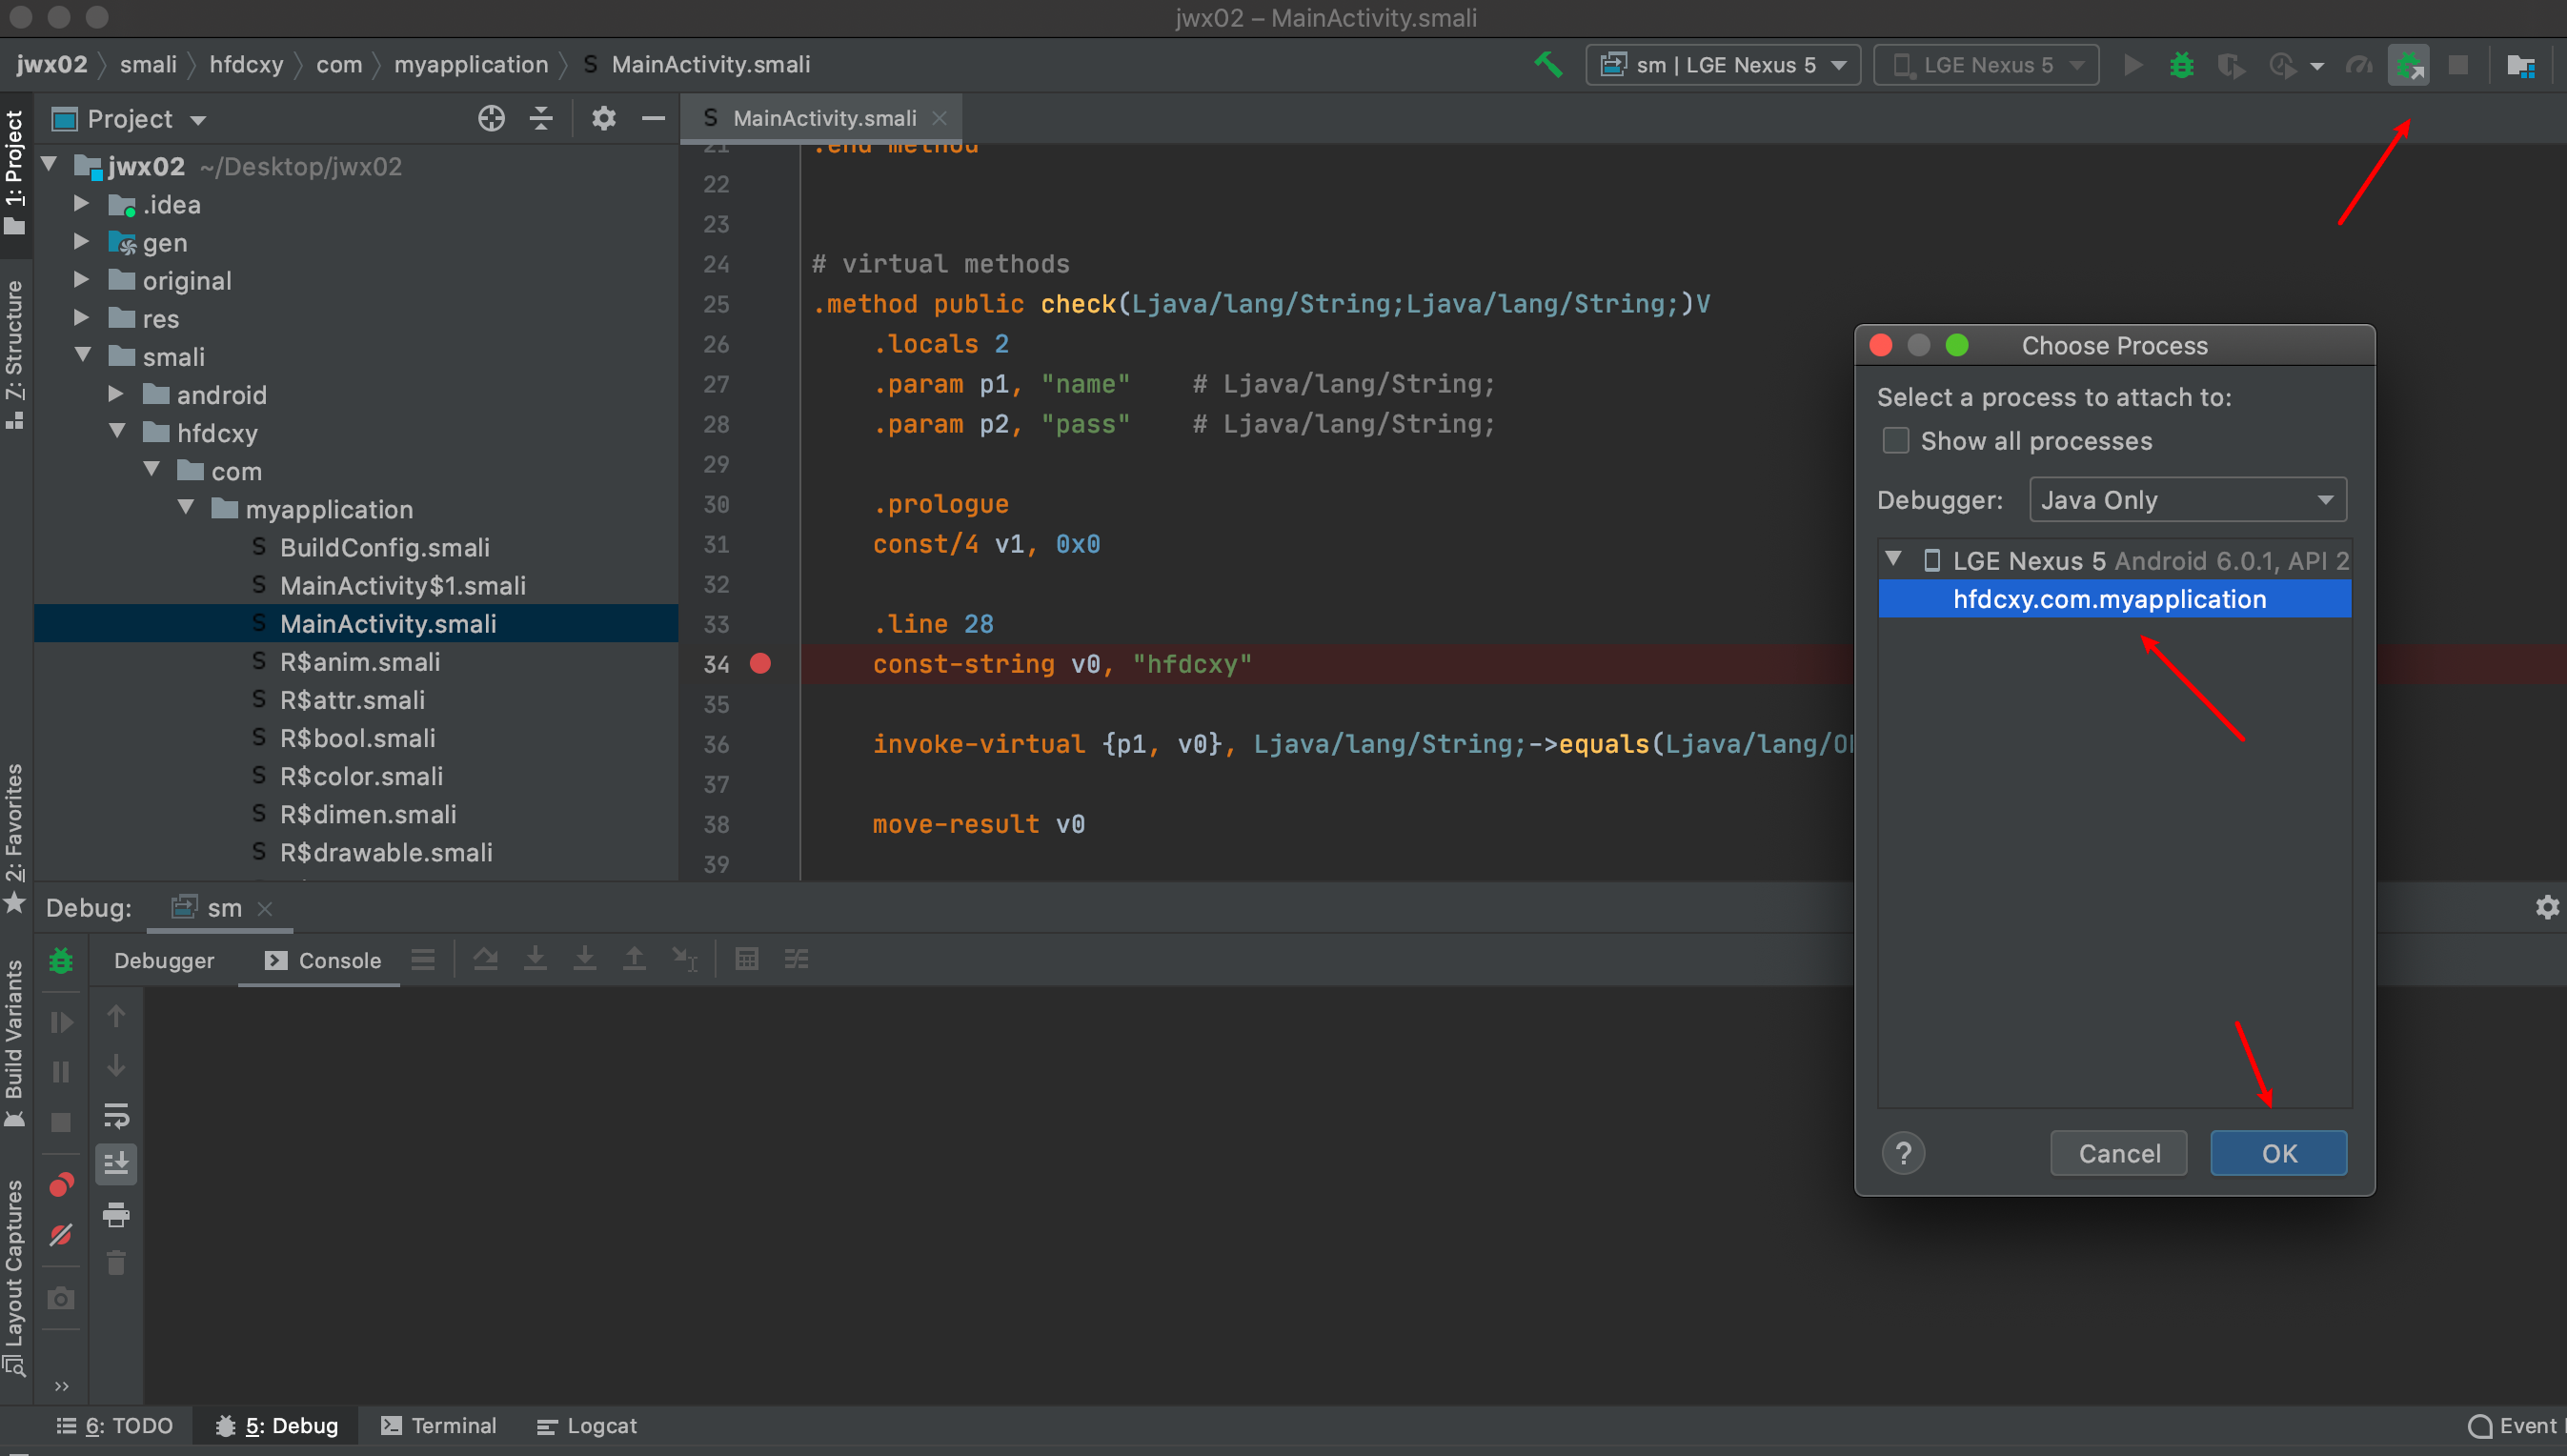 jwx02 – MainActivity.smali
jwx02 smali hfdcxy com myapplication S MainActivity.smali
sm | LGE Nexus 5
LGE Nexus 5
1: Project
Z: Structure
2: Favorites
Build Variants
Layout Captures
Project
jwx02 ~/Desktop/jwx02
.idea
gen
original
res
smali
android
hfdcxy
com
myapplication
S BuildConfig.smali
S MainActivity$1.smali
S MainActivity.smali
S R$anim.smali
S R$attr.smali
S R$bool.smali
S R$color.smali
S R$dimen.smali
S R$drawable.smali
S MainActivity.smali
21 .end method
22
23
24 # virtual methods
25 .method public check(Ljava/lang/String;Ljava/lang/String;)V
26 .locals 2
27 .param p1, "name" # Ljava/lang/String;
28 .param p2, "pass" # Ljava/lang/String;
29
30 .prologue
31 const/4 v1, 0x0
32
33 .line 28
34 const-string v0, "hfdcxy"
35
36 invoke-virtual {p1, v0}, Ljava/lang/String;->equals(Ljava/lang/
37
38 move-result v0
39
Choose Process
Select a process to attach to:
Show all processes
Debugger: Java Only
LGE Nexus 5 Android 6.0.1, API 2
hfdcxy.com.myapplication
? Cancel OK
Debug: sm
Debugger Console
6: TODO 5: Debug Terminal Logcat Event